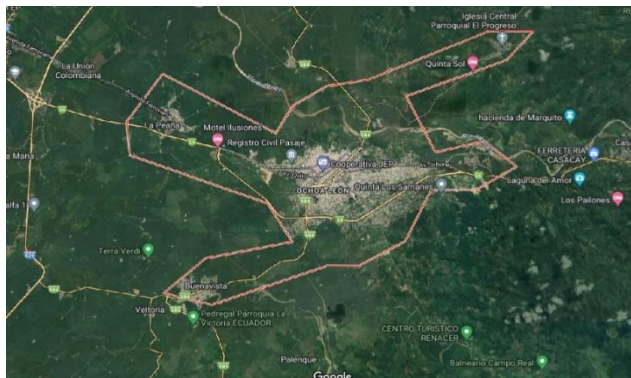 Iglesia Central
Parroquial El Progreso
Quinta Sol
La Unión
Colombiana
La Peaña
Motel Ilusiones
Registro Civil Pasaje
hacienda de Marquito
FERRETERIA
CASACAY
Cooperativa JEP
OCHOA LEÓN
Quinta Los Samanes
Laguna del Amor
Los Pailones
Terra Verdi
Buenavista
Pedregal Parroquia La
Victoria ECUADOR
CENTRO TURISTICO
RENACER
Palenque
Balneario Campo Real
Google